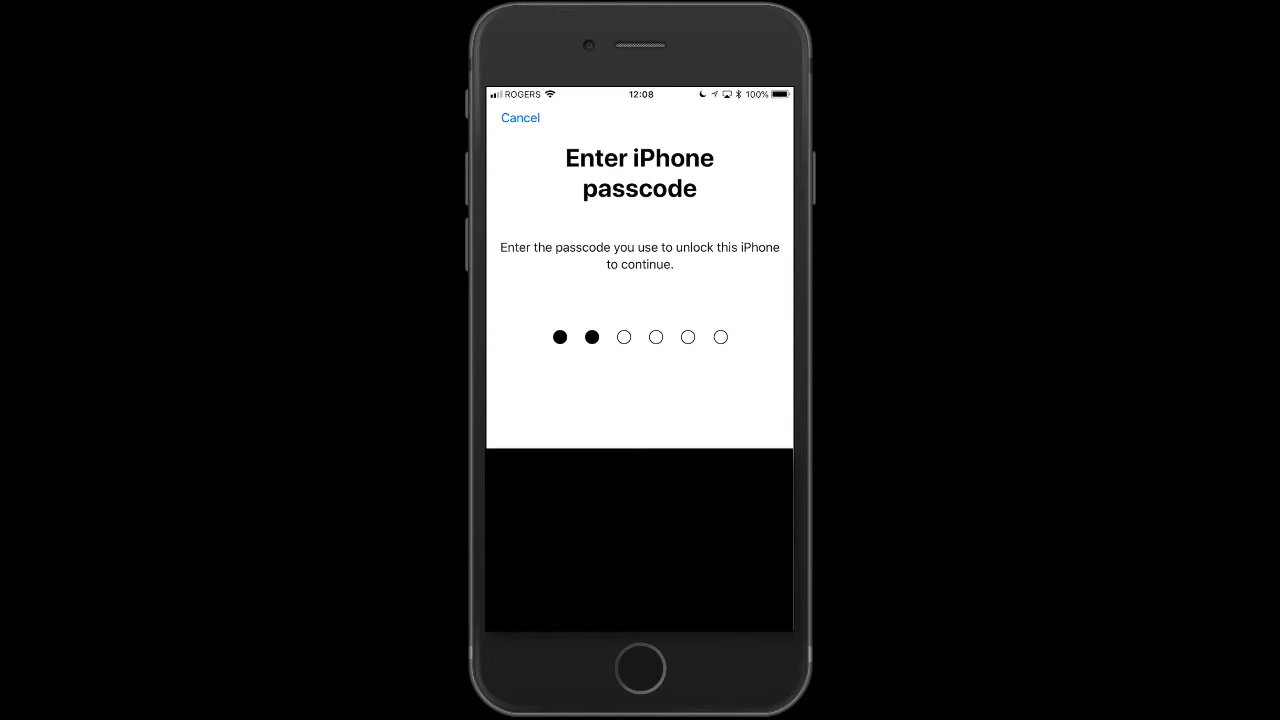 ROGERS 12:08 100%
Cancel
Enter iPhone
passcode
Enter the passcode you use to unlock this iPhone
to continue.